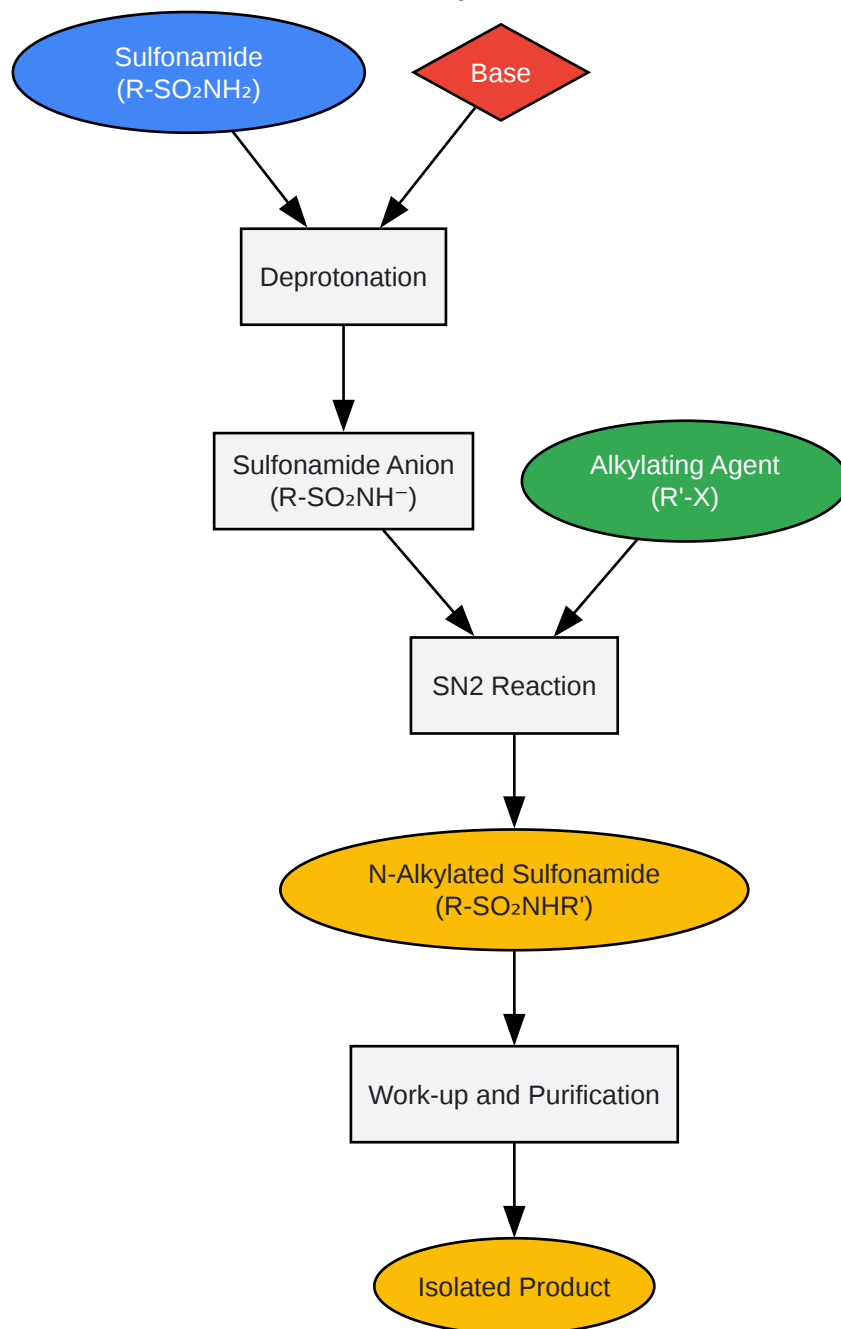 Sulfonamide
(R-SO₂NH₂)
Base
Deprotonation
Sulfonamide Anion
(R-SO₂NH⁻)
Alkylating Agent
(R'-X)
SN2 Reaction
N-Alkylated Sulfonamide
(R-SO₂NHR')
Work-up and Purification
Isolated Product